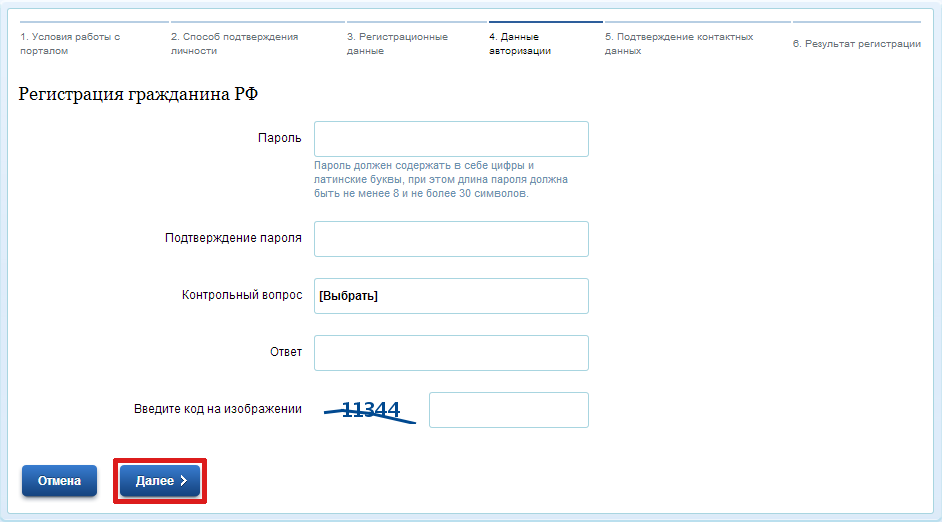 1. Условия работы с
порталом
2. Способ подтверждения
личности
3. Регистрационные
данные
4. Данные
авторизации
5. Подтверждение контактных
данных
6. Результат регистрации
Регистрация гражданина РФ
Пароль
Пароль должен содержать в себе цифры и
латинские буквы, при этом длина пароля должна
быть не менее 8 и не более 30 символов.
Подтверждение пароля
Контрольный вопрос
[Выбрать]
Ответ
Введите код на изображении
11344
Отмена
Далее